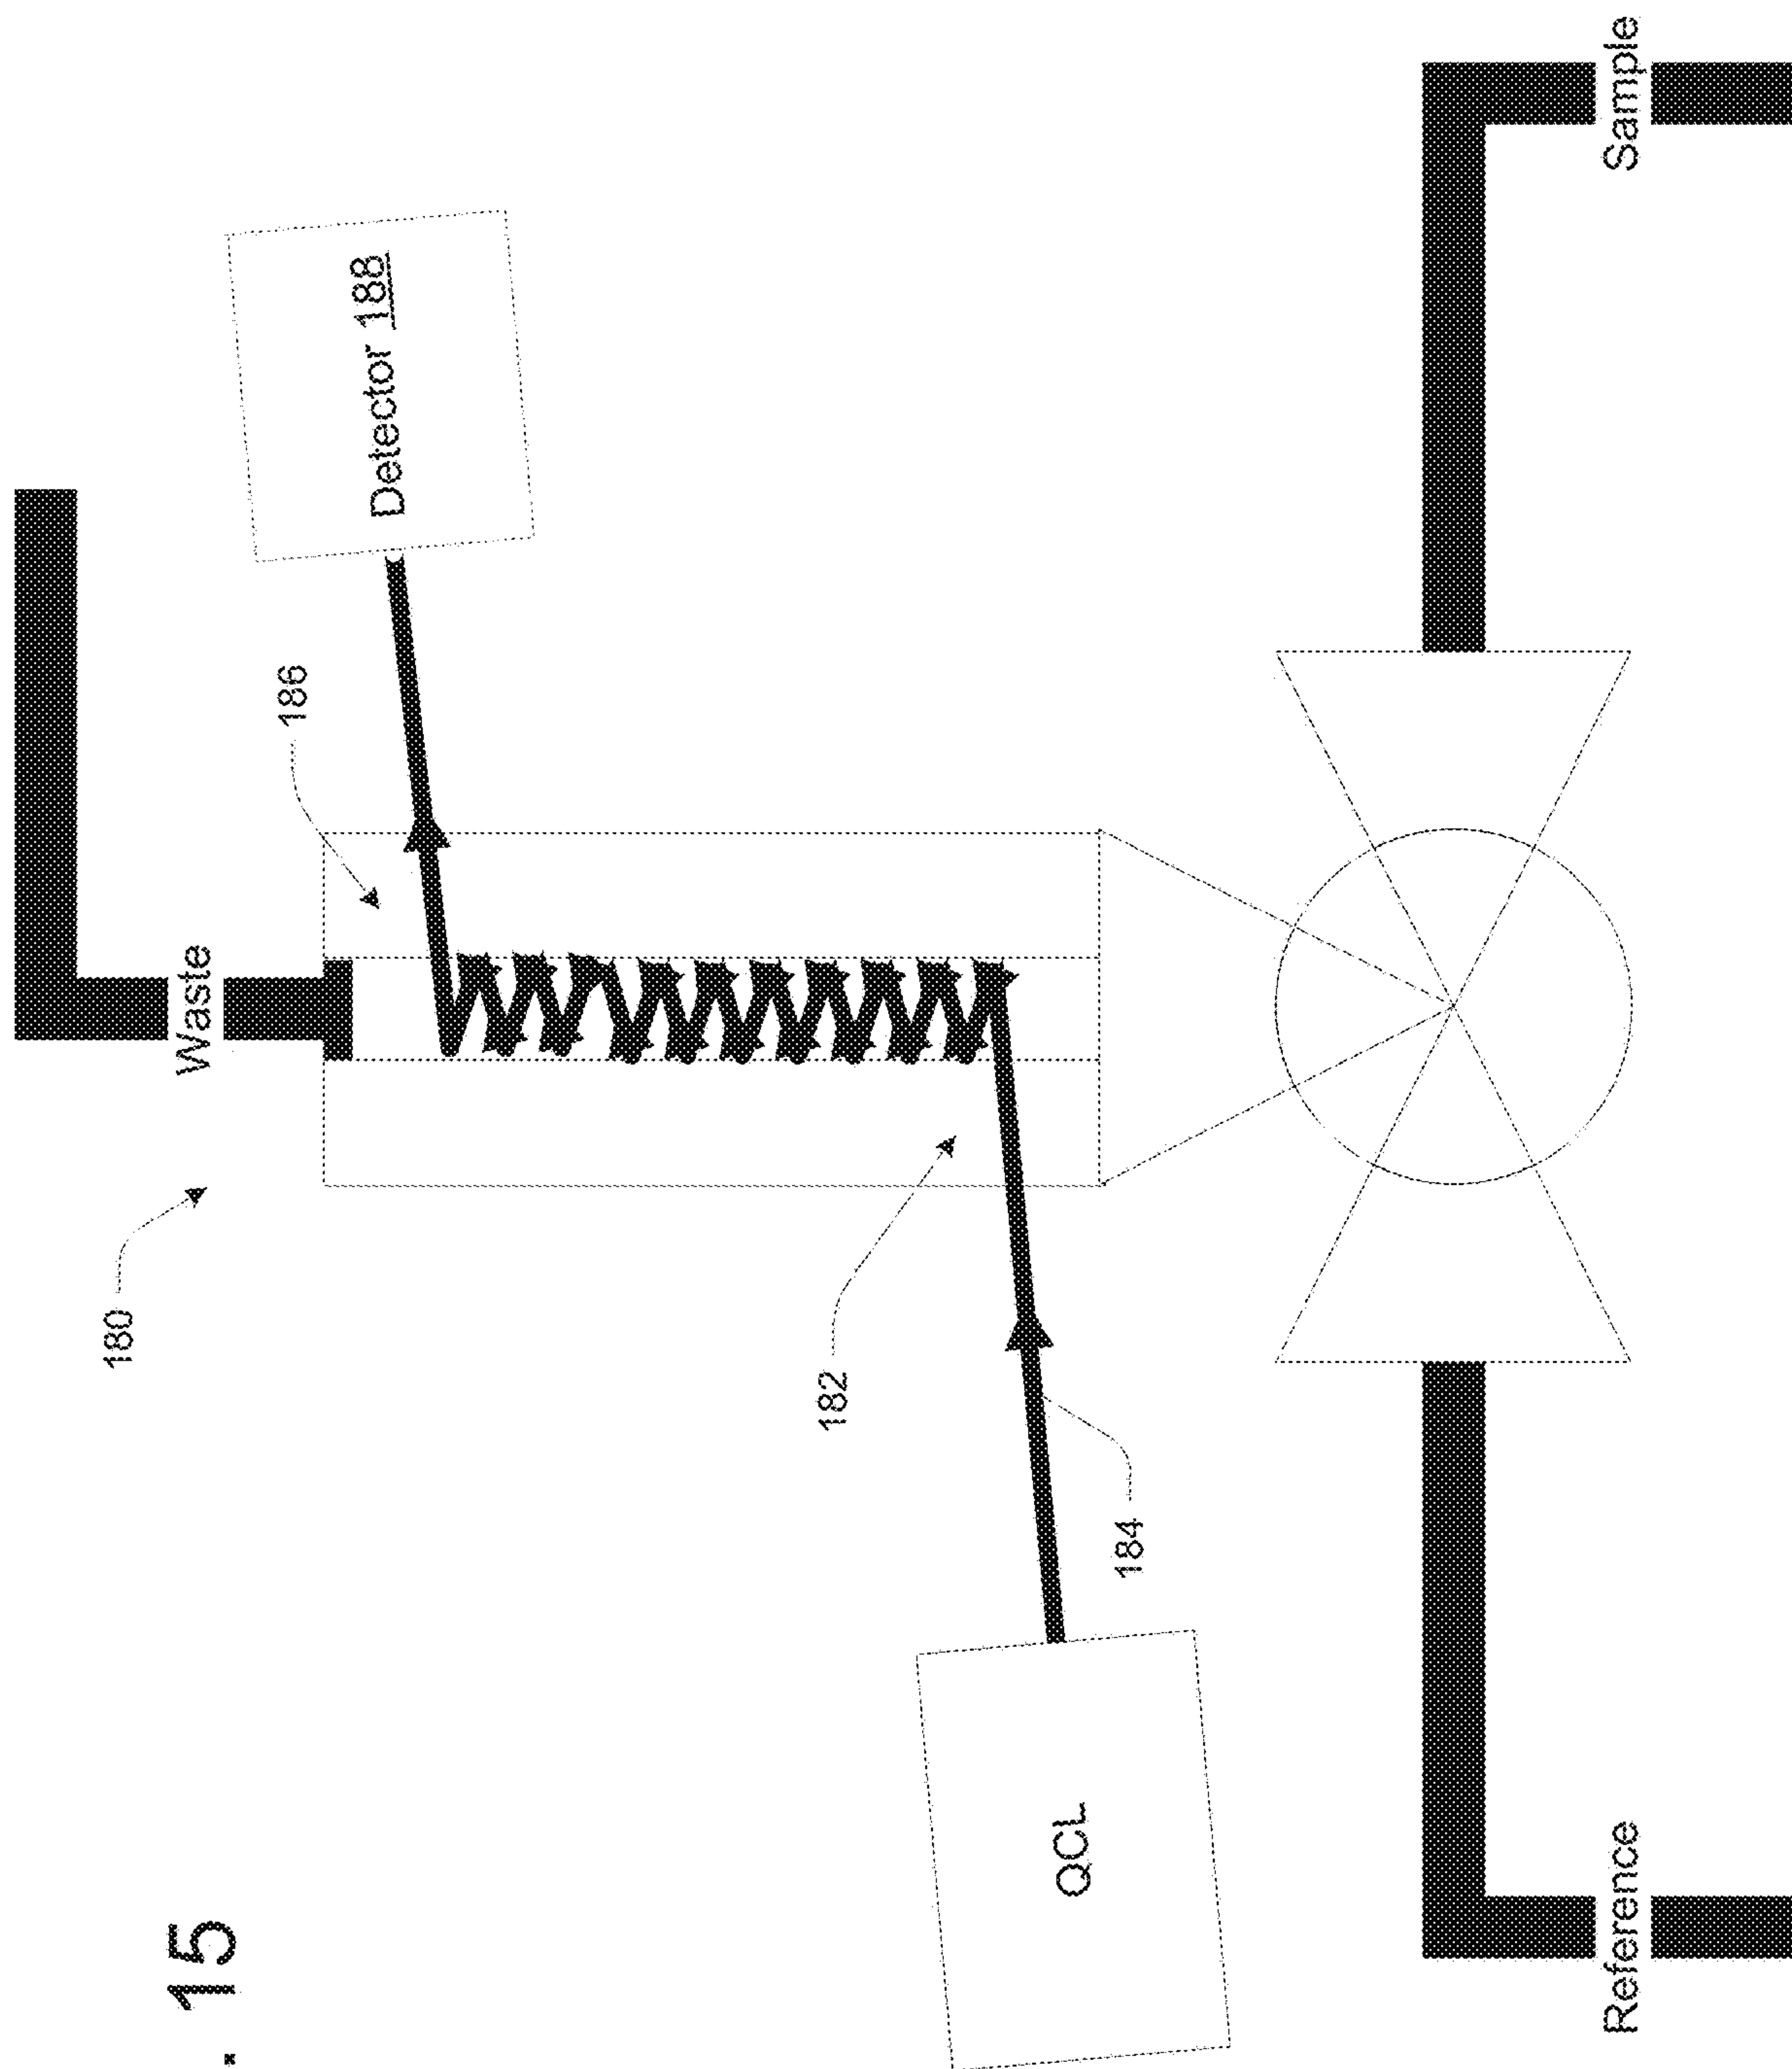 . 15
180
Waste
186
Detector 188
182
184
QCL
Reference
Sample